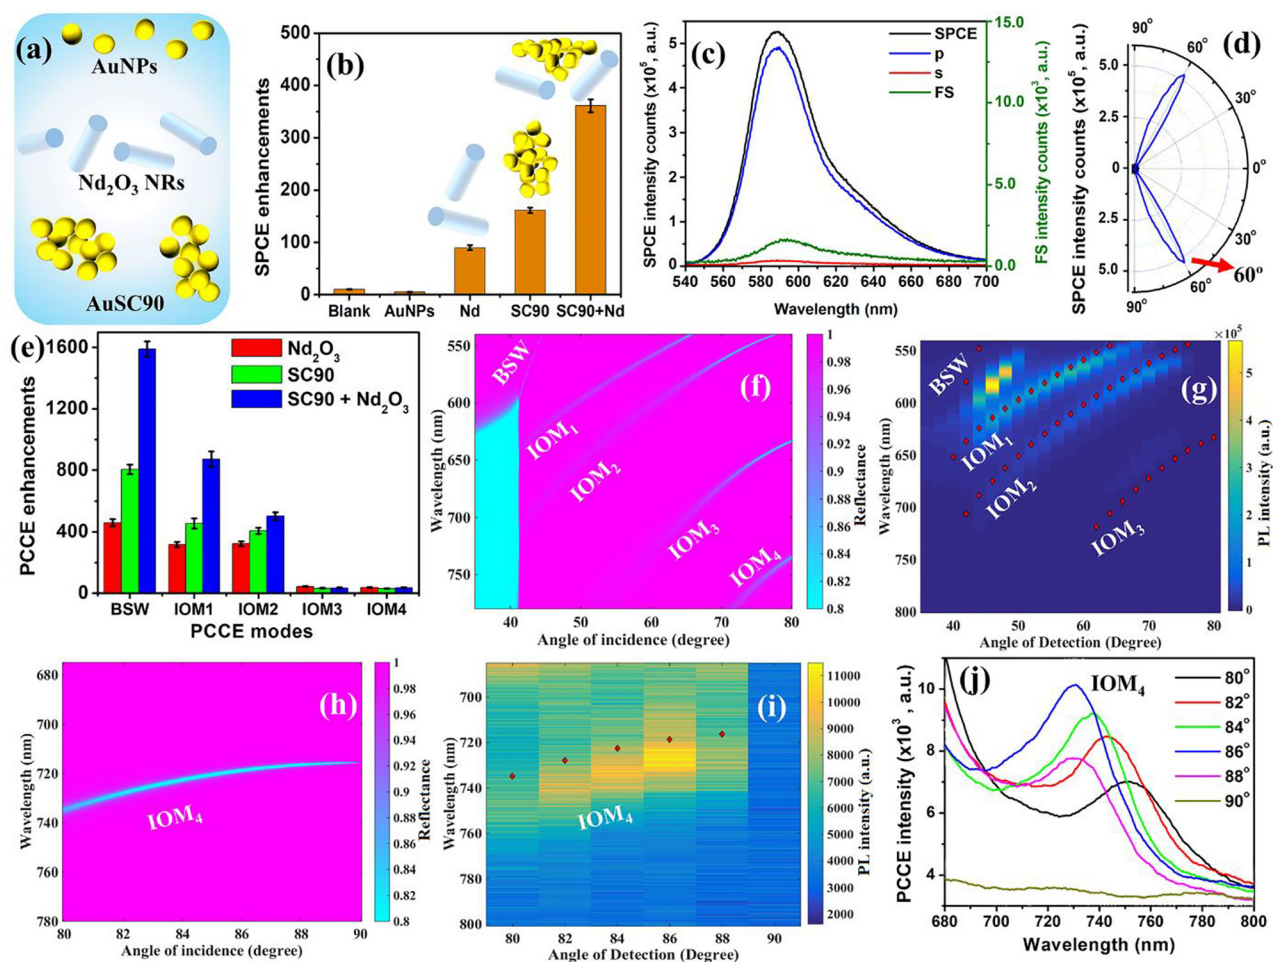 (a)
AuNPs
Nd₂O₃ NRs
AuSC90
(b)
SPCE enhancements
500
400
300
200
100
0
Blank AuNPs Nd SC90 SC90+Nd
(c)
SPCE intensity counts (x10⁵, a.u.)
5
4
3
2
1
0
SPCE
p
s
FS
15.0
10.0
5.0
0.0
FS intensity counts (x10³, a.u.)
540 560 580 600 620 640 660 680 700
Wavelength (nm)
(d)
SPCE intensity counts (x10⁵, a.u.)
5.0
2.5
0
2.5
5.0
90°
60°
30°
0°
30°
60°
90°
60°
(e)
PCCE enhancements
1600
1200
800
400
0
Nd₂O₃
SC90
SC90 + Nd₂O₃
BSW IOM1 IOM2 IOM3 IOM4
PCCE modes
(f)
Wavelength (nm)
600
650
700
750
BSW
IOM₁
IOM₂
IOM₃
IOM₄
40 50 60 70 80
Angle of incidence (degree)
1
0.98
0.96
0.94
0.92
0.9
0.88
0.86
0.84
0.82
0.8
Reflectance
(g)
Wavelength (nm)
550
600
650
700
750
800
BSW
IOM₁
IOM₂
IOM₃
40 50 60 70 80
Angle of Detection (Degree)
×10⁵
5
4
3
2
1
0
PL intensity (a.u.)
(h)
Wavelength (nm)
680
700
720
740
760
780
IOM₄
80 82 84 86 88 90
Angle of incidence (degree)
1
0.98
0.96
0.94
0.92
0.9
0.88
0.86
0.84
0.82
0.8
Reflectance
(i)
Wavelength (nm)
700
720
740
760
780
800
IOM₄
80 82 84 86 88 90
Angle of Detection (Degree)
11000
10000
9000
8000
7000
6000
5000
4000
3000
2000
PL intensity (a.u.)
(j)
PCCE intensity (x10³, a.u.)
10
8
6
4
IOM₄
80°
82°
84°
86°
88°
90°
680 700 720 740 760 780 800
Wavelength (nm)